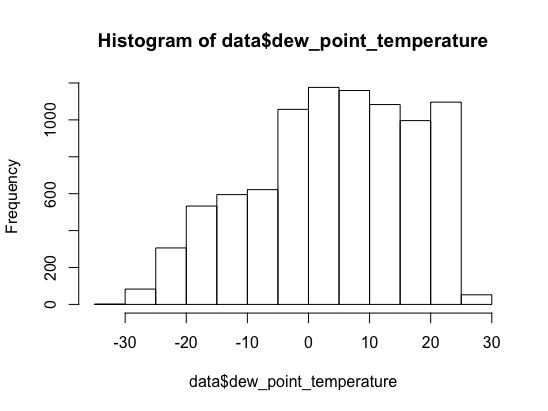 Histogram of data$dew_point_temperature
Frequency
1000
600
200
0
-30 -20 -10 0 10 20 30
data$dew_point_temperature